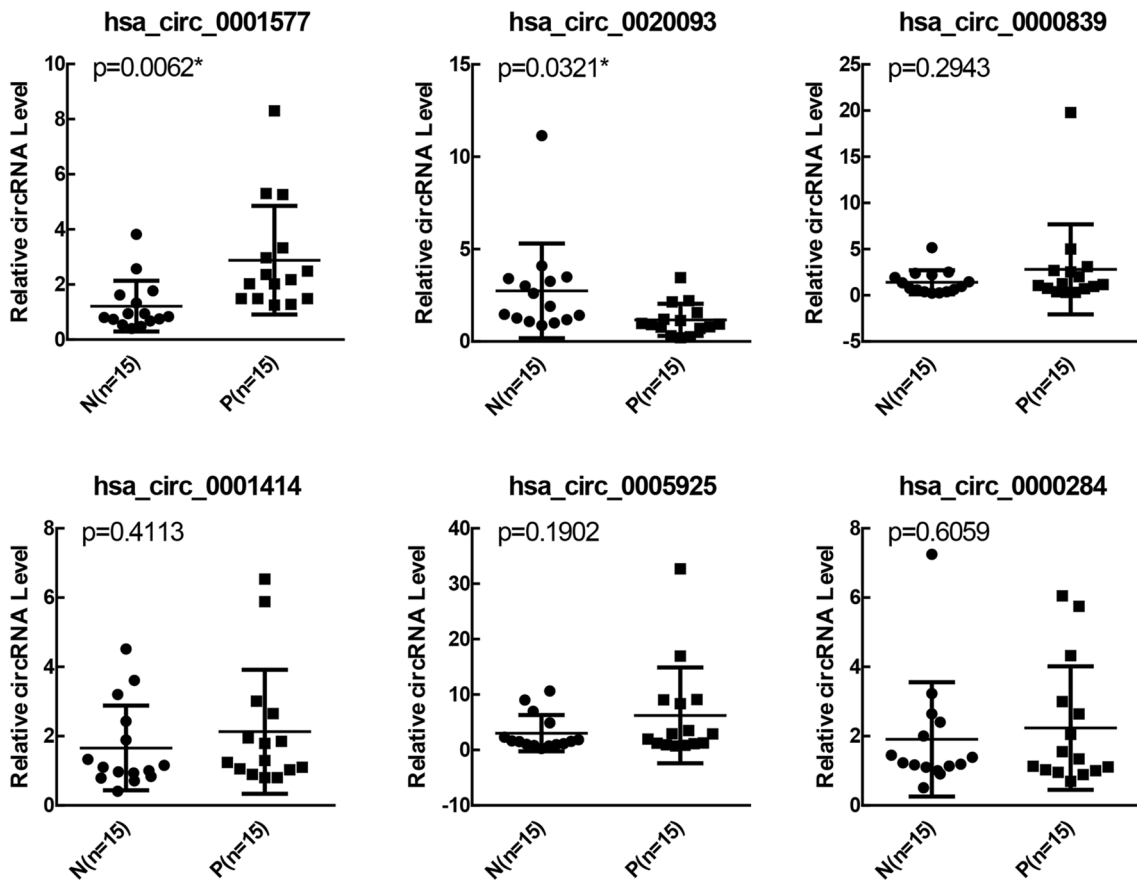 hsa_circ_0001577
p=0.0062*
Relative circRNA Level
10
8
6
4
2
0
N(n=15)
P(n=15)
hsa_circ_0020093
p=0.0321*
Relative circRNA Level
15
10
5
0
N(n=15)
P(n=15)
hsa_circ_0000839
p=0.2943
Relative circRNA Level
25
20
15
10
5
0
-5
N(n=15)
P(n=15)
hsa_circ_0001414
p=0.4113
Relative circRNA Level
8
6
4
2
0
N(n=15)
P(n=15)
hsa_circ_0005925
p=0.1902
Relative circRNA Level
40
30
20
10
0
-10
N(n=15)
P(n=15)
hsa_circ_0000284
p=0.6059
Relative circRNA Level
8
6
4
2
0
N(n=15)
P(n=15)